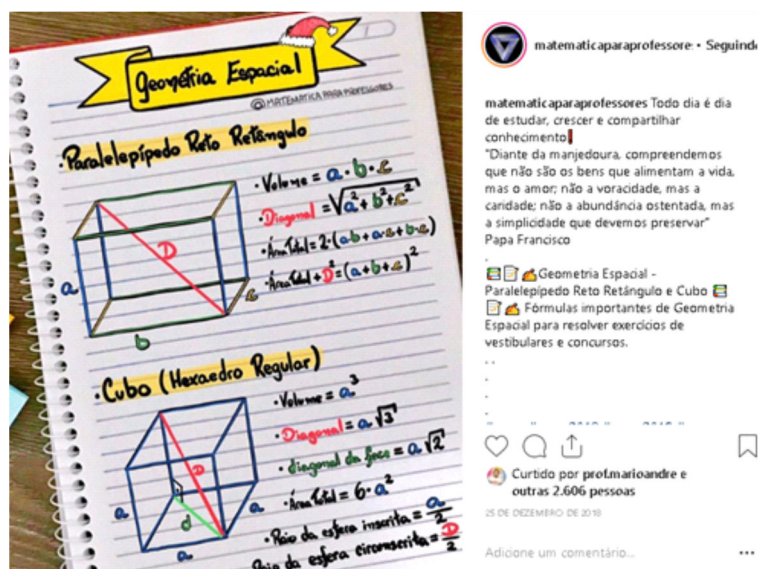 Geometria Espacial
@MATEMATICA PARA PROFESSORES
• Paralelepípedo Reto Retângulo
• Volume = a · b · c
• Diagonal = √a² + b² + c²
• Área Total = 2 · (a·b + a·c + b·c)
• Área Total + D² = (a + b + c)²
D
a
c
b
• Cubo (Hexaedro Regular)
• Volume = a³
• Diagonal = a √3
• diagonal da face = a √2
• Área Total = 6 · a²
• Raio da esfera inscrita = a/2
Raio da esfera circunscrita = D/2
D
a
d
a
a
matematicaparaprofessore: • Seguind
matematicaparaprofessores Todo dia é dia
de estudar, crescer e compartilhar
conhecimento
"Diante da manjedoura, compreendemos
que não são os bens que alimentam a vida,
mas o amor; não a voracidade, mas a
caridade; não a abundância ostentada, mas
a simplicidade que devemos preservar"
Papa Francisco
.
Geometria Espacial -
Paralelepípedo Reto Retângulo e Cubo
Fórmulas importantes de Geometria
Espacial para resolver exercícios de
vestibulares e concursos.
. .
.
.
.
Curtido por prof.marioandre e
outras 2.606 pessoas
25 DE DEZEMBRO DE 2018
Adicione um comentário...